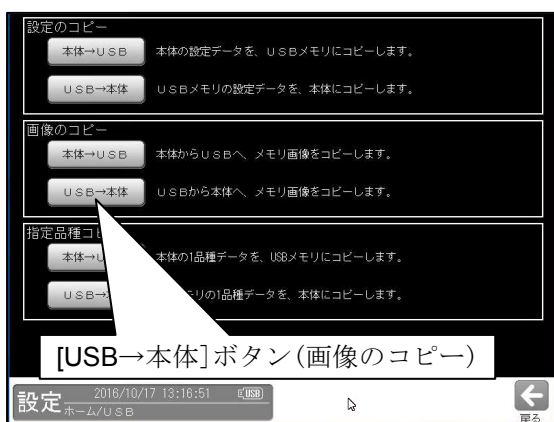 設定のコピー
本体→USB 本体の設定データを、USBメモリにコピーします。
USB→本体 USBメモリの設定データを、本体にコピーします。
画像のコピー
本体→USB 本体からUSBへ、メモリ画像をコピーします。
USB→本体 USBから本体へ、メモリ画像をコピーします。
指定品種コ
本体→U 本体の1品種データを、USBメモリにコピーします。
USB→ モリの1品種データを、本体にコピーします。
[USB→本体]ボタン(画像のコピー)
設定 2016/10/17 13:16:51 USB
ホーム/USB
戻る